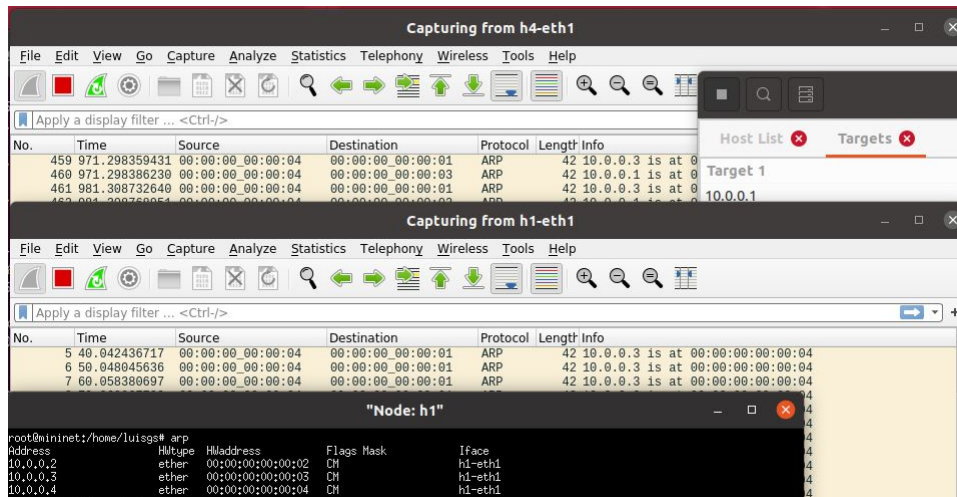 Capturing from h4-eth1
File Edit View Go Capture Analyze Statistics Telephony Wireless Tools Help
Apply a display filter ... <Ctrl-/>
Host List Targets
No. Time Source Destination Protocol Length Info
Target 1
459 971.298359431 00:00:00_00:00:04 00:00:00_00:00:01 ARP 42 10.0.0.3 is at 0
460 971.298386230 00:00:00_00:00:04 00:00:00_00:00:03 ARP 42 10.0.0.1 is at 0
461 981.308732640 00:00:00_00:00:04 00:00:00_00:00:01 ARP 42 10.0.0.3 is at 0
10.0.0.1
Capturing from h1-eth1
File Edit View Go Capture Analyze Statistics Telephony Wireless Tools Help
Apply a display filter ... <Ctrl-/>
No. Time Source Destination Protocol Length Info
5 40.042436717 00:00:00_00:00:04 00:00:00_00:00:01 ARP 42 10.0.0.3 is at 00:00:00:00:00:04
6 50.048045636 00:00:00_00:00:04 00:00:00_00:00:01 ARP 42 10.0.0.3 is at 00:00:00:00:00:04
7 60.058380697 00:00:00_00:00:04 00:00:00_00:00:01 ARP 42 10.0.0.3 is at 00:00:00:00:00:04
"Node: h1"
root@mininet:/home/luisgs# arp
Address HWtype HWaddress Flags Mask Iface
10.0.0.2 ether 00:00:00:00:00:02 CM h1-eth1
10.0.0.3 ether 00:00:00:00:00:03 CM h1-eth1
10.0.0.4 ether 00:00:00:00:00:04 CM h1-eth1